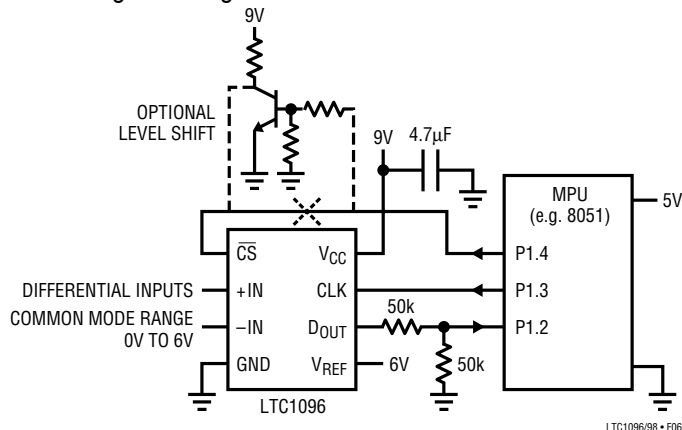 9V
OPTIONAL
LEVEL SHIFT
9V
4.7µF
MPU
(e.g. 8051)
5V
CS
VCC
P1.4
DIFFERENTIAL INPUTS
+IN
CLK
P1.3
COMMON MODE RANGE
0V TO 6V
–IN
DOUT
50k
P1.2
GND
VREF
6V
50k
LTC1096
LTC1096/98 • F06